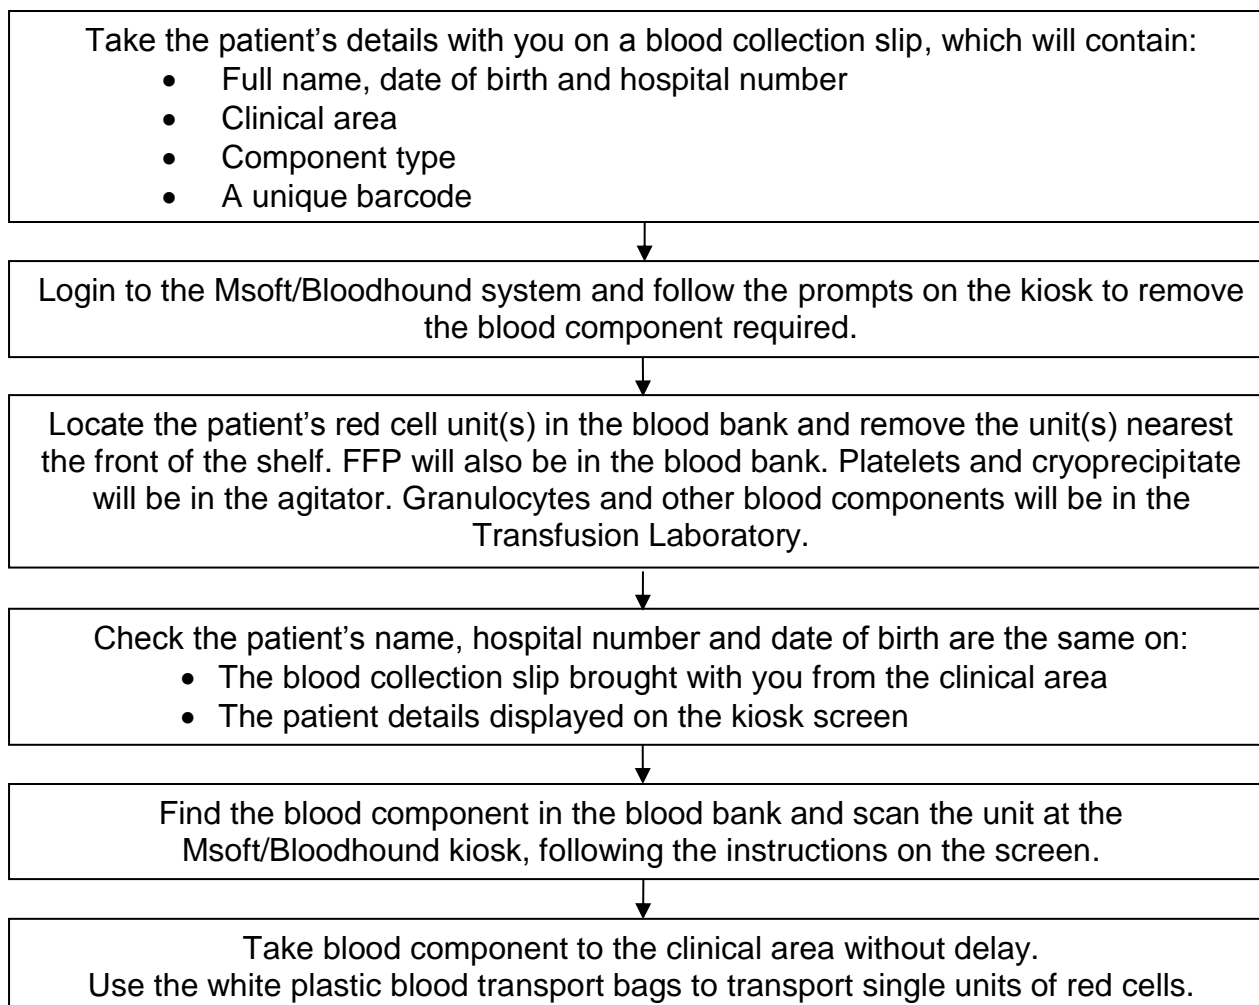 Take the patient’s details with you on a blood collection slip, which will contain:
• Full name, date of birth and hospital number
• Clinical area
• Component type
• A unique barcode
Login to the Msoft/Bloodhound system and follow the prompts on the kiosk to remove
the blood component required.
Locate the patient’s red cell unit(s) in the blood bank and remove the unit(s) nearest
the front of the shelf. FFP will also be in the blood bank. Platelets and cryoprecipitate
will be in the agitator. Granulocytes and other blood components will be in the
Transfusion Laboratory.
Check the patient’s name, hospital number and date of birth are the same on:
• The blood collection slip brought with you from the clinical area
• The patient details displayed on the kiosk screen
Find the blood component in the blood bank and scan the unit at the
Msoft/Bloodhound kiosk, following the instructions on the screen.
Take blood component to the clinical area without delay.
Use the white plastic blood transport bags to transport single units of red cells.